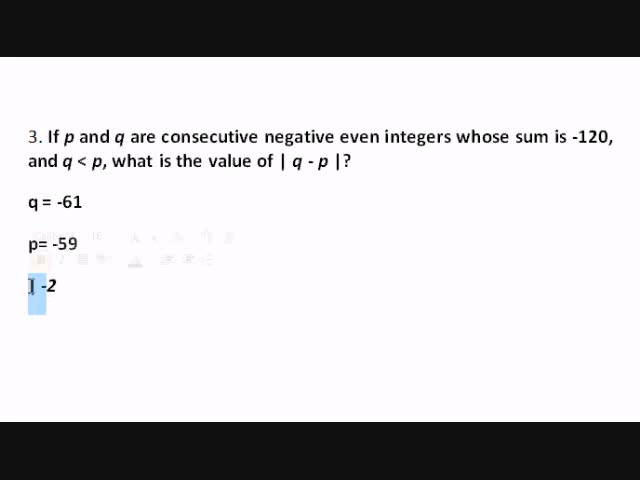 3. If p and q are consecutive negative even integers whose sum is -120,
and q < p, what is the value of | q - p |?
q = -61
p= -59
-2